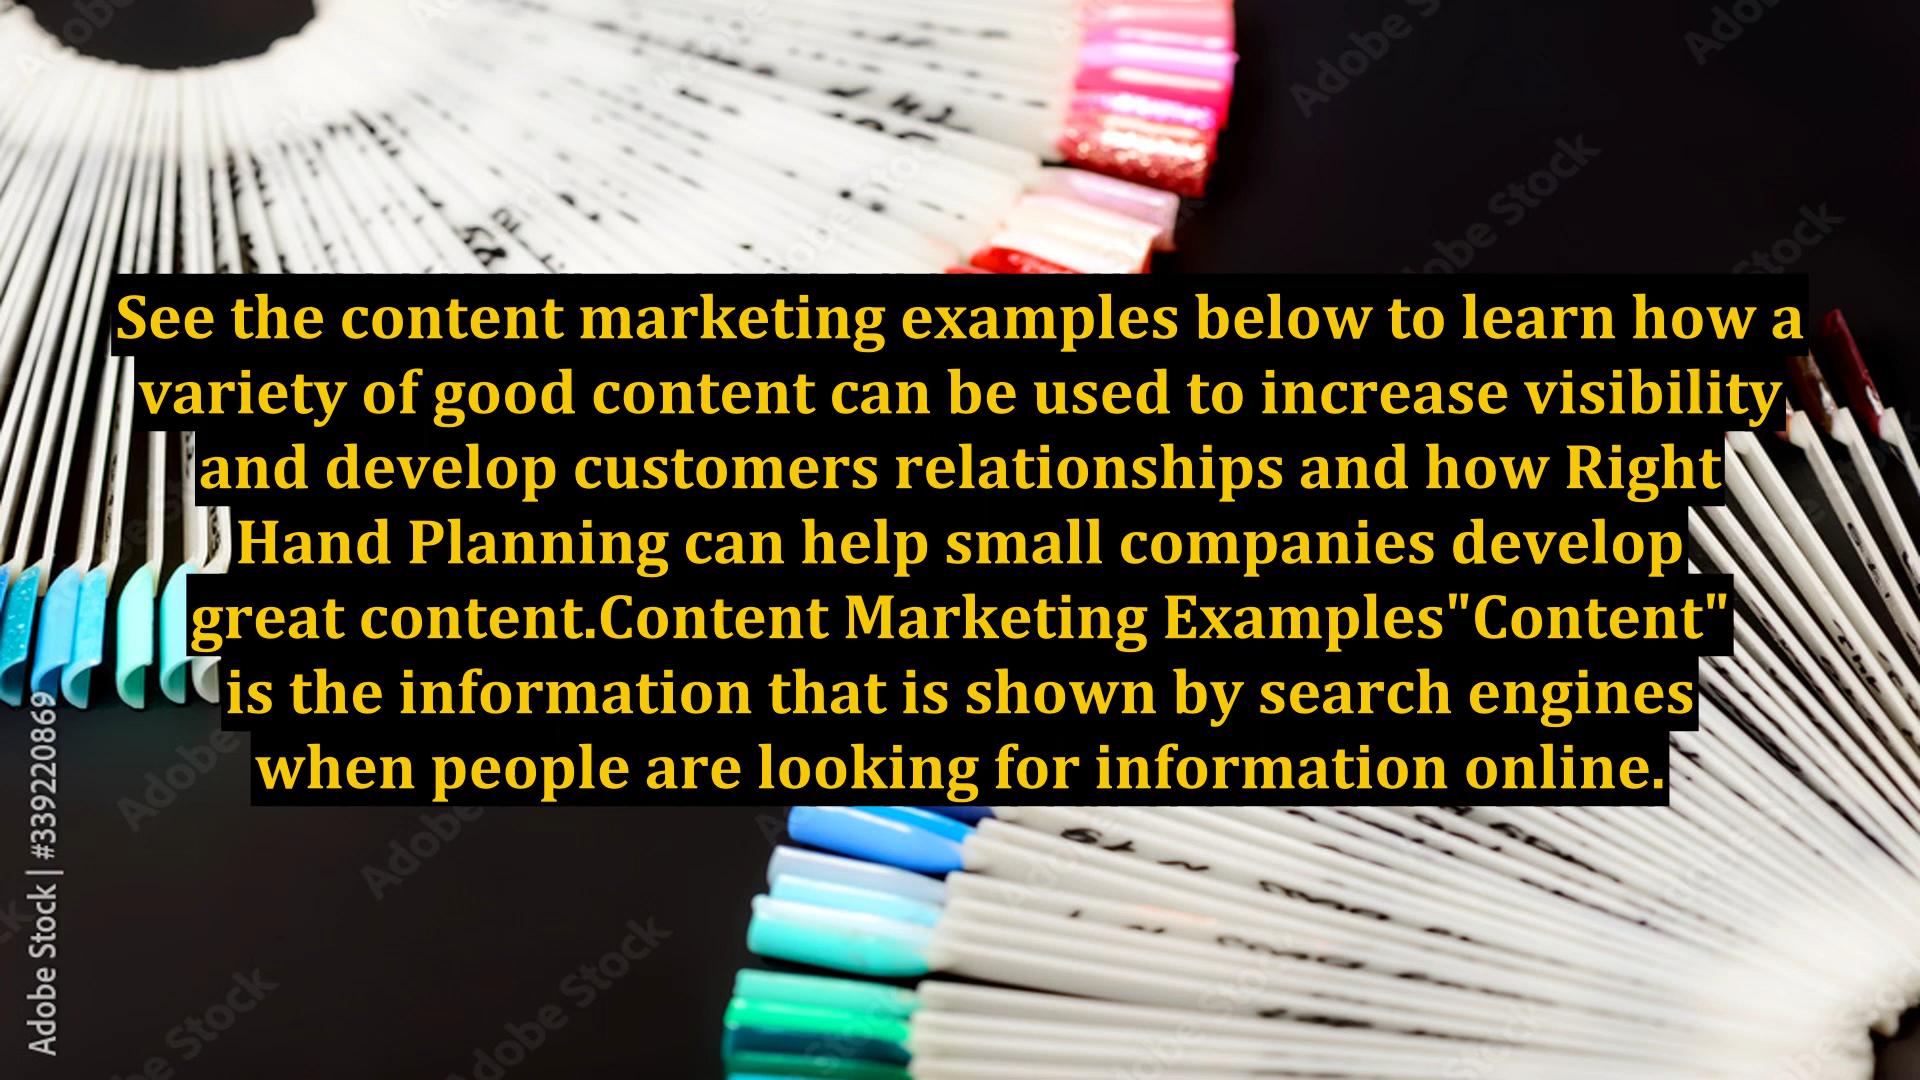 See the content marketing examples below to learn how a
variety of good content can be used to increase visibility
and develop customers relationships and how Right
Hand Planning can help small companies develop
great content.Content Marketing Examples"Content"
is the information that is shown by search engines
when people are looking for information online.
Adobe Stock | #339220869